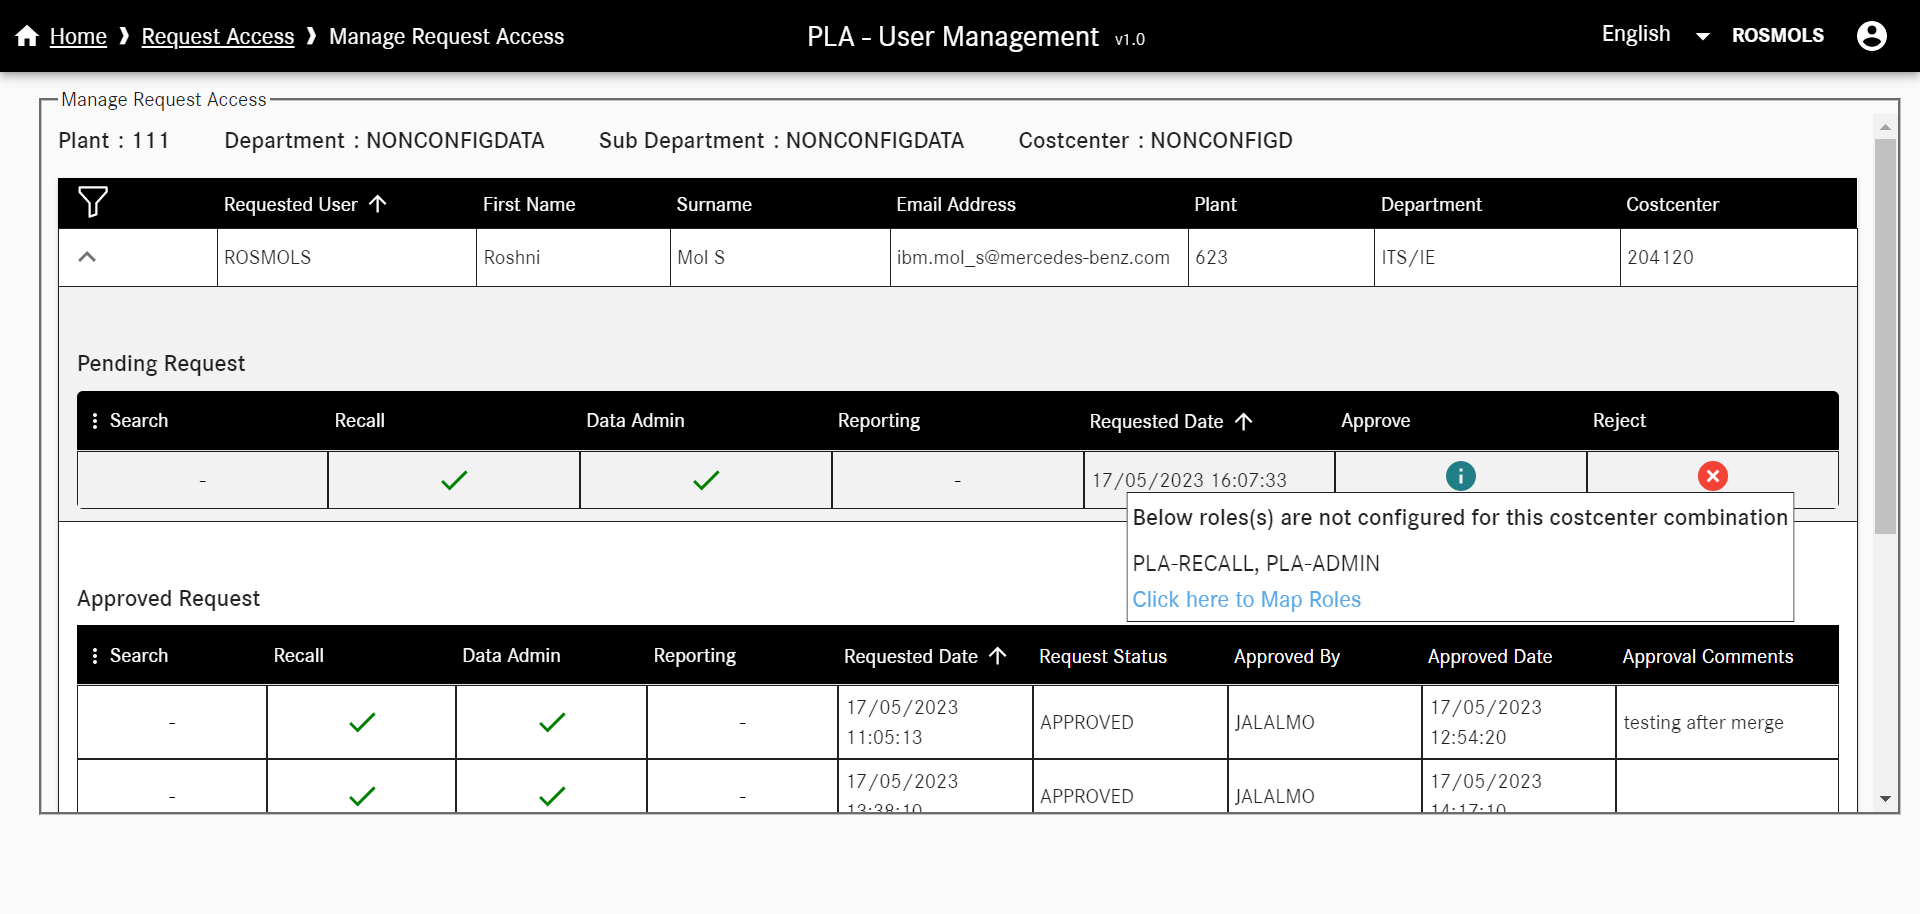 Home ❱ Request Access ❱ Manage Request Access
PLA - User Management v1.0
English ROSMOLS
Manage Request Access
Plant : 111 Department : NONCONFIGDATA Sub Department : NONCONFIGDATA Costcenter : NONCONFIGD
Requested User First Name Surname Email Address Plant Department Costcenter
ROSMOLS Roshni Mol S ibm.mol_s@mercedes-benz.com 623 ITS/IE 204120
Pending Request
Search Recall Data Admin Reporting Requested Date Approve Reject
- ✓ ✓ - 17/05/2023 16:07:33
Below roles(s) are not configured for this costcenter combination
PLA-RECALL, PLA-ADMIN
Click here to Map Roles
Approved Request
Search Recall Data Admin Reporting Requested Date Request Status Approved By Approved Date Approval Comments
- ✓ ✓ - 17/05/2023 11:05:13 APPROVED JALALMO 17/05/2023 12:54:20 testing after merge
- ✓ ✓ - 17/05/2023 13:38:10 APPROVED JALALMO 17/05/2023 14:17:10